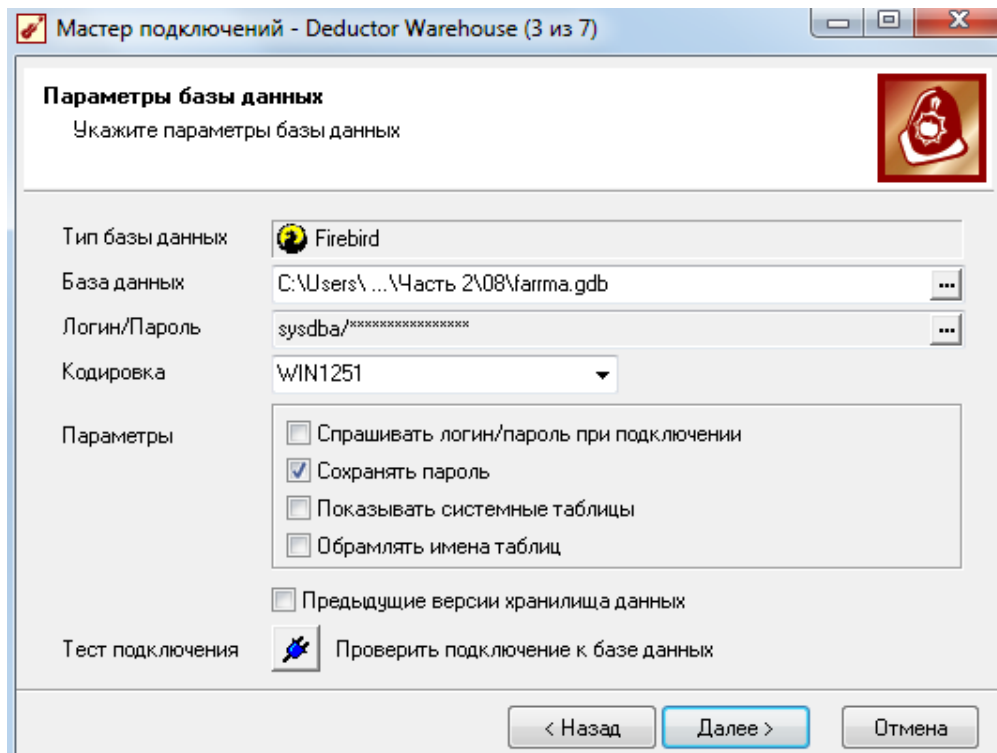 Мастер подключений - Deductor Warehouse (3 из 7)
Параметры базы данных
Укажите параметры базы данных
Тип базы данных Firebird
База данных C:\Users\ ...\Часть 2\08\farrma.gdb ...
Логин/Пароль sysdba/**************** ...
Кодировка WIN1251
Параметры
Спрашивать логин/пароль при подключении
Сохранять пароль
Показывать системные таблицы
Обрамлять имена таблиц
Предыдущие версии хранилища данных
Тест подключения Проверить подключение к базе данных
< Назад Далее > Отмена